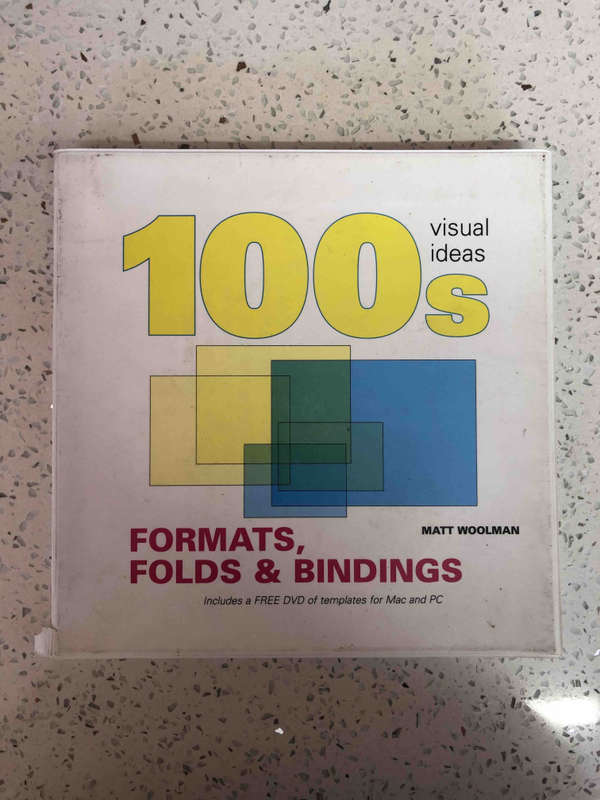 100s
visual
ideas
MATT WOOLMAN
FORMATS,
FOLDS & BINDINGS
Includes a FREE DVD of templates for Mac and PC